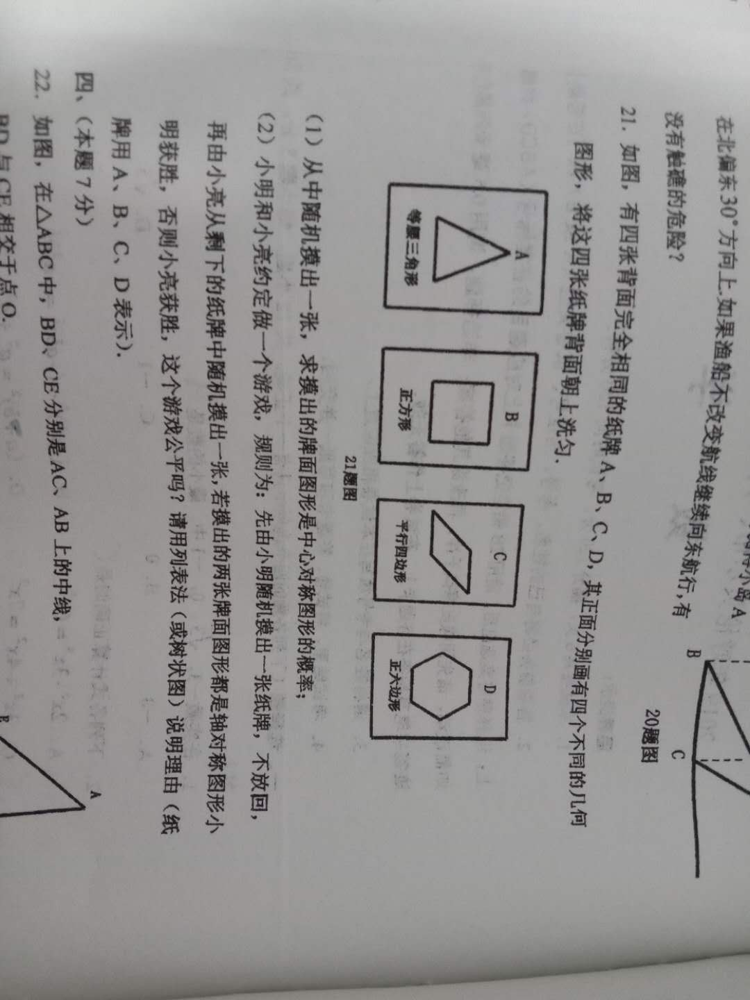 在北偏东30°方向上.如果渔船不改变航线继续向东航行,有
没有触礁的危险?
B
C
20题图
21. 如图,有四张背面完全相同的纸牌A、B、C、D,其正面分别画有四个不同的几何
图形,将这四张纸牌背面朝上洗匀.
A
等腰三角形
B
正方形
C
平行四边形
D
正六边形
21题图
(1)从中随机摸出一张,求摸出的牌面图形是中心对称图形的概率;
(2)小明和小亮约定做一个游戏,规则为:先由小明随机摸出一张纸牌,不放回,
再由小亮从剩下的纸牌中随机摸出一张,若摸出的两张牌面图形都是轴对称图形小
明获胜,否则小亮获胜,这个游戏公平吗?请用列表法(或树状图)说明理由(纸
牌用A、B、C、D表示).
四、(本题7分)
22. 如图,在△ABC中,BD、CE分别是AC、AB上的中线,
BD与CE相交于点O.
A
E